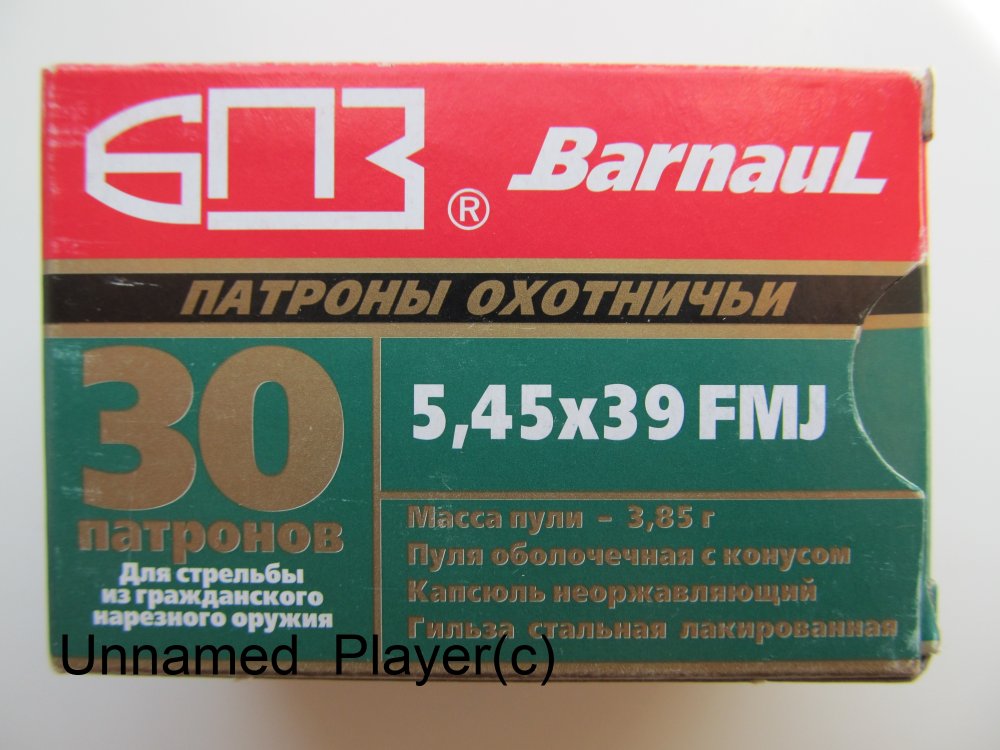 БПЗ ® Barnaul
ПАТРОНЫ ОХОТНИЧЬИ
30
патронов
Для стрельбы
из гражданского
нарезного оружия
5,45x39 FMJ
Масса пули – 3,85 г
Пуля оболочечная с конусом
Капсюль неоржавляющий
Гильза стальная лакированная
Unnamed Player(c)